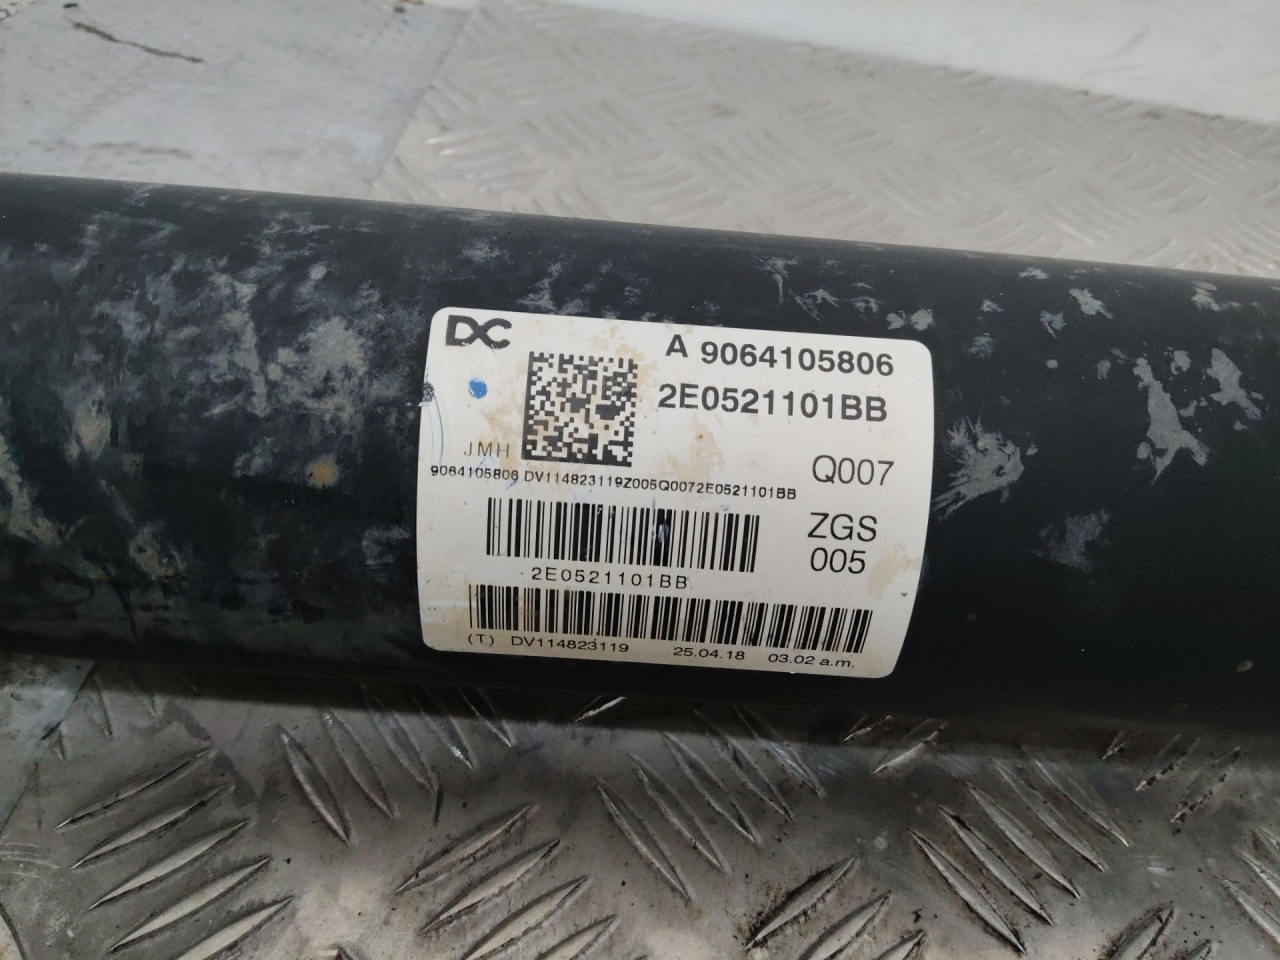 DC
A 9064105806
2E0521101BB
JMH
Q007
9064105806 DV114823119Z005Q0072E0521101BB
ZGS
005
2E0521101BB
(T) DV114823119 25.04.18 03.02 a.m.